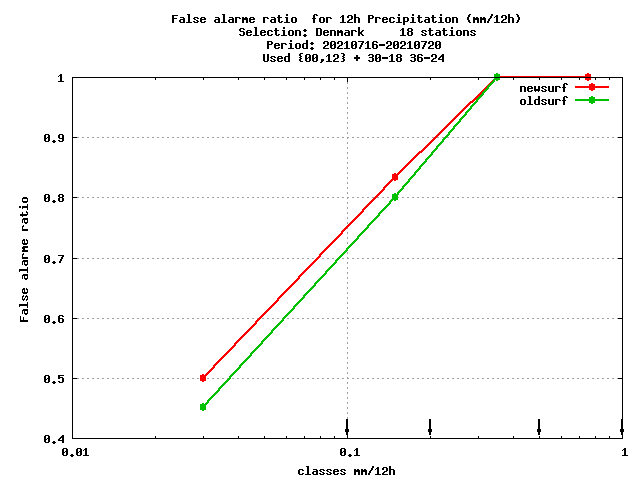 False alarme ratio  for 12h Precipitation (mm/12h)
Selection: Denmark     18 stations
Period: 20210716-20210720
Used {00,12} + 30-18 36-24
1
newsurf
oldsurf
0.9
0.8
0.7
0.6
0.5
0.4
False alarme ratio
0.01
0.1
1
classes mm/12h